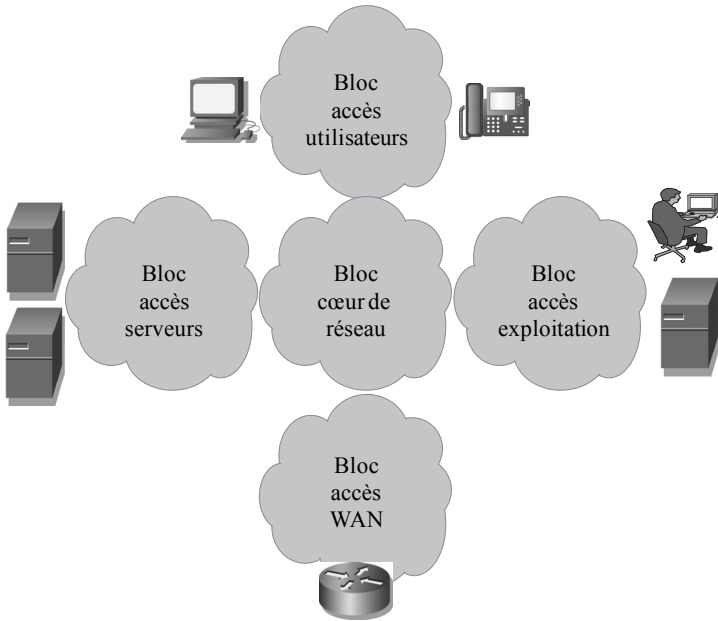 Bloc
accès
utilisateurs
Bloc
accès
serveurs
Bloc
cœur de
réseau
Bloc
accès
exploitation
Bloc
accès
WAN